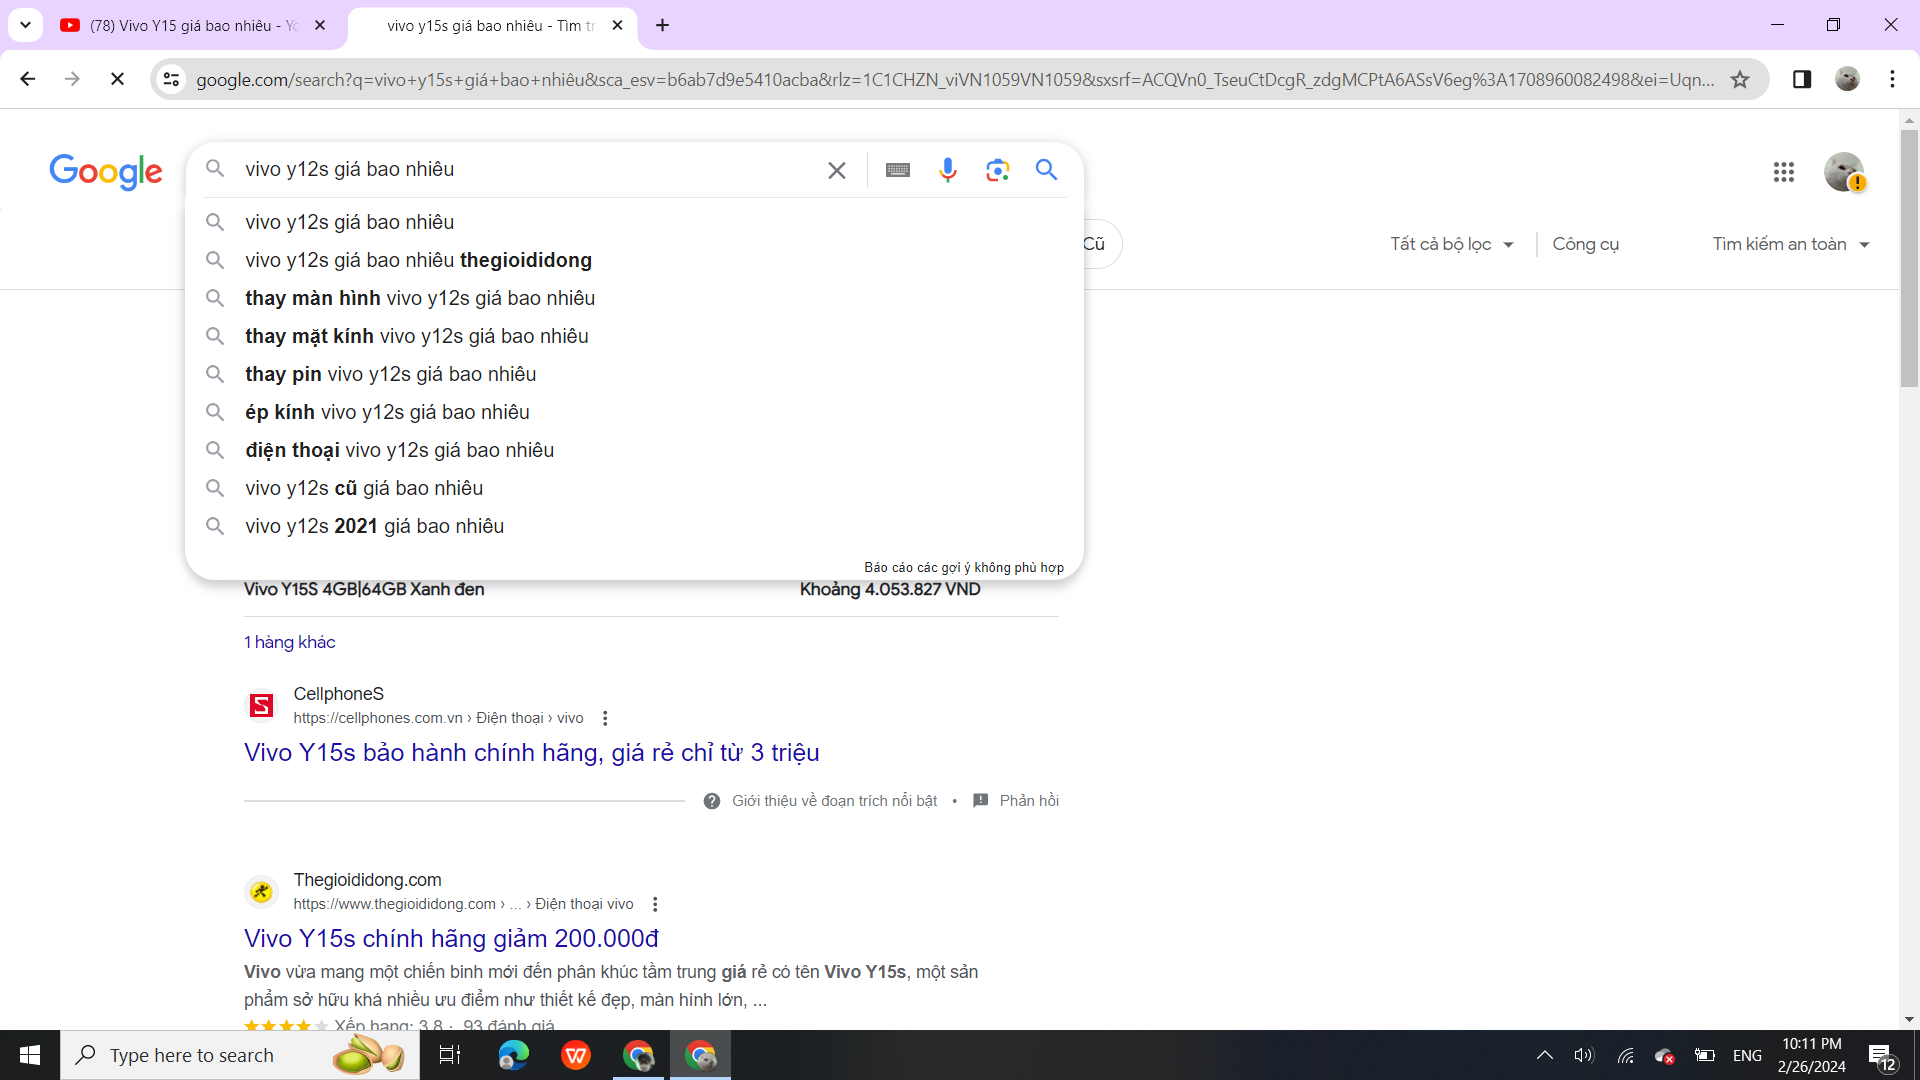 (78) Vivo Y15 giá bao nhiêu - Yo
vivo y15s giá bao nhiêu - Tìm tr
google.com/search?q=vivo+y15s+giá+bao+nhiêu&sca_esv=b6ab7d9e5410acba&rlz=1C1CHZN_viVN1059VN1059&sxsrf=ACQVn0_TseuCtDcgR_zdgMCPtA6ASsV6eg%3A1708960082498&ei=Uqn...
Google
vivo y12s giá bao nhiêu
vivo y12s giá bao nhiêu
vivo y12s giá bao nhiêu thegioididong
thay màn hình vivo y12s giá bao nhiêu
thay mặt kính vivo y12s giá bao nhiêu
thay pin vivo y12s giá bao nhiêu
ép kính vivo y12s giá bao nhiêu
điện thoại vivo y12s giá bao nhiêu
vivo y12s cũ giá bao nhiêu
vivo y12s 2021 giá bao nhiêu
Báo cáo các gợi ý không phù hợp
Cũ
Tất cả bộ lọc
Công cụ
Tìm kiếm an toàn
Vivo Y15S 4GB|64GB Xanh đen Khoảng 4.053.827 VND
1 hàng khác
CellphoneS
https://cellphones.com.vn › Điện thoại › vivo
Vivo Y15s bảo hành chính hãng, giá rẻ chỉ từ 3 triệu
Giới thiệu về đoạn trích nổi bật • Phản hồi
Thegioididong.com
https://www.thegioididong.com › ... › Điện thoại vivo
Vivo Y15s chính hãng giảm 200.000đ
Vivo vừa mang một chiến binh mới đến phân khúc tầm trung giá rẻ có tên Vivo Y15s, một sản
phẩm sở hữu khá nhiều ưu điểm như thiết kế đẹp, màn hình lớn, ...
Xếp hạng: 3,8 · 93 đánh giá
Type here to search
ENG
10:11 PM
2/26/2024
12